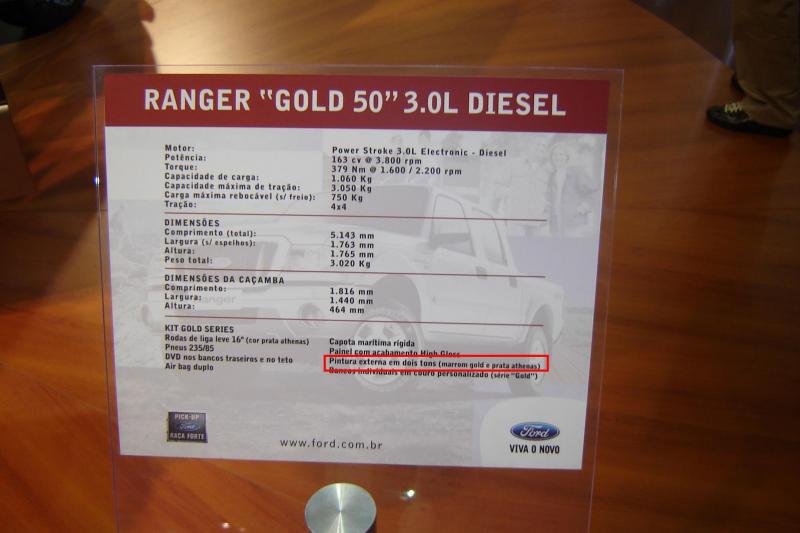 RANGER "GOLD 50" 3.0L DIESEL
Motor: Power Stroke 3.0L Electronic - Diesel
Potência: 163 cv @ 3.800 rpm
Torque: 379 Nm @ 1.600 / 2.200 rpm
Capacidade de carga: 1.060 Kg
Capacidade máxima de tração: 3.050 Kg
Carga máxima rebocável (s/ freio): 750 Kg
Tração: 4x4
DIMENSÕES
Comprimento (total): 5.143 mm
Largura (s/ espelhos): 1.763 mm
Altura: 1.765 mm
Peso total: 3.020 Kg
DIMENSÕES DA CAÇAMBA
Comprimento: 1.816 mm
Largura: 1.440 mm
Altura: 464 mm
KIT GOLD SERIES
Rodas de liga leve 16" (cor prata athenas)
Pneus 235/85
DVD nos bancos traseiros e no teto
Air bag duplo
Capota marítima rígida
Painel com acabamento High Gloss
Pintura externa em dois tons (marrom gold e prata athenas)
Bancos individuais em couro personalizado (série "Gold")
PICK-UP
Ford
RAÇA FORTE
www.ford.com.br
Ford
VIVA O NOVO
Ranger